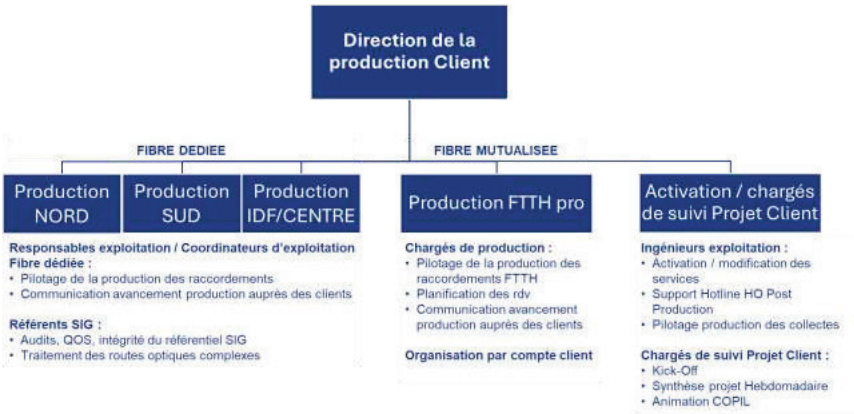 Direction de la
production Client
FIBRE DEDIEE
FIBRE MUTUALISEE
Production
NORD
Production
SUD
Production
IDF/CENTRE
Production FTTH pro
Activation / chargés
de suivi Projet Client
Responsables exploitation / Coordinateurs d'exploitation
Fibre dédiée :
• Pilotage de la production des raccordements
• Communication avancement production auprès des clients
Référents SIG :
• Audits, QOS, intégrité du référentiel SIG
• Traitement des routes optiques complexes
Chargés de production :
• Pilotage de la production des
raccordements FTTH
• Planification des rdv
• Communication avancement
production auprès des clients
Organisation par compte client
Ingénieurs exploitation :
• Activation / modification des
services
• Support Hotline HO Post
Production
• Pilotage production des collectes
Chargés de suivi Projet Client :
• Kick-Off
• Synthèse projet Hebdomadaire
• Animation COPIL